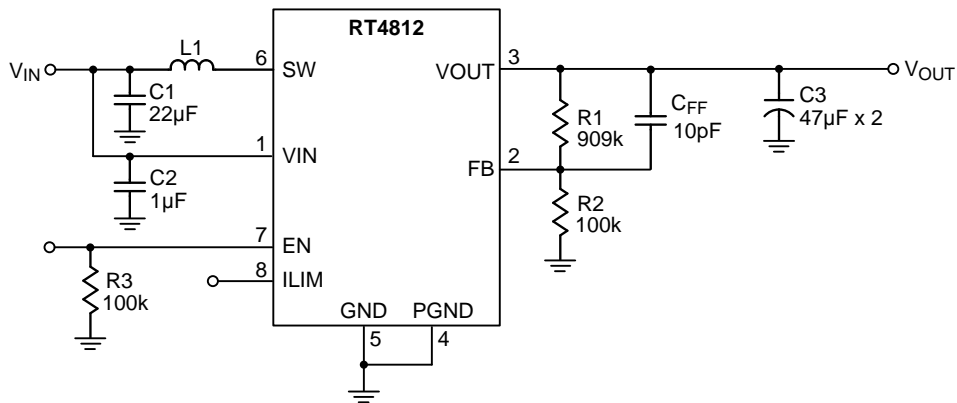 RT4812
VIN
L1
6
SW
C1
22µF
1
VIN
C2
1µF
7
EN
R3
100k
8
ILIM
GND
5
PGND
4
VOUT
3
FB
2
R1
909k
CFF
10pF
R2
100k
C3
47µF x 2
VOUT